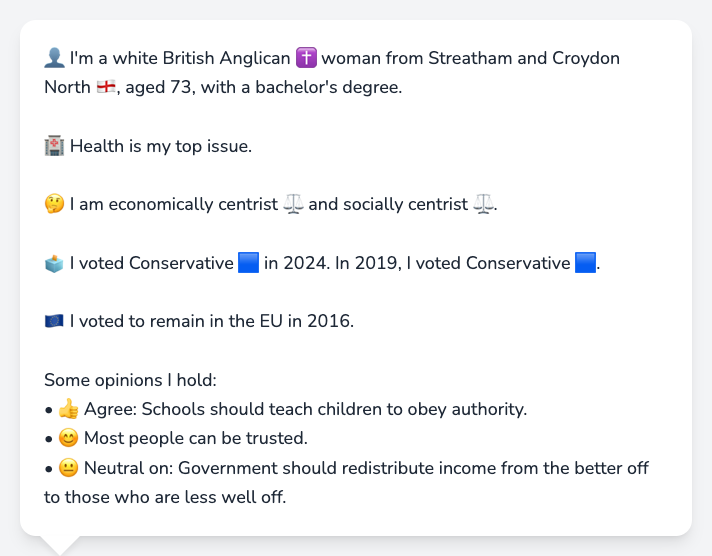 👤 I'm a white British Anglican ✝️ woman from Streatham and Croydon
North 🏴󠁧󠁢󠁥󠁮󠁧󠁿, aged 73, with a bachelor's degree.
🏥 Health is my top issue.
🤔 I am economically centrist ⚖️ and socially centrist ⚖️.
🗳️ I voted Conservative 🟦 in 2024. In 2019, I voted Conservative 🟦.
🇪🇺 I voted to remain in the EU in 2016.
Some opinions I hold:
• 👍 Agree: Schools should teach children to obey authority.
• 😊 Most people can be trusted.
• 😐 Neutral on: Government should redistribute income from the better off
to those who are less well off.